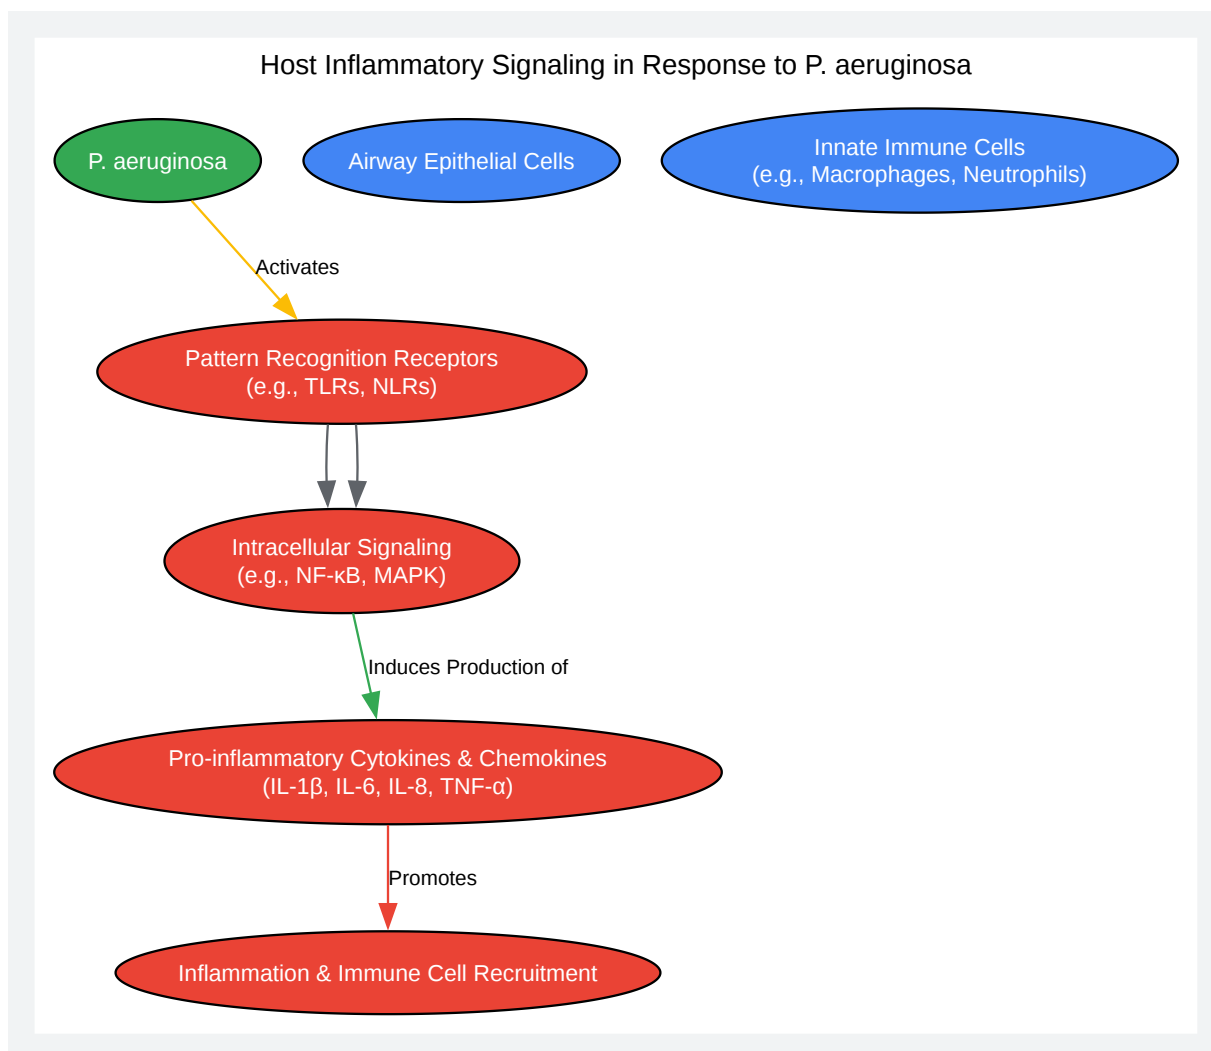 Host Inflammatory Signaling in Response to P. aeruginosa
P. aeruginosa
Airway Epithelial Cells
Innate Immune Cells
(e.g., Macrophages, Neutrophils)
Activates
Pattern Recognition Receptors
(e.g., TLRs, NLRs)
Intracellular Signaling
(e.g., NF-κB, MAPK)
Induces Production of
Pro-inflammatory Cytokines & Chemokines
(IL-1β, IL-6, IL-8, TNF-α)
Promotes
Inflammation & Immune Cell Recruitment